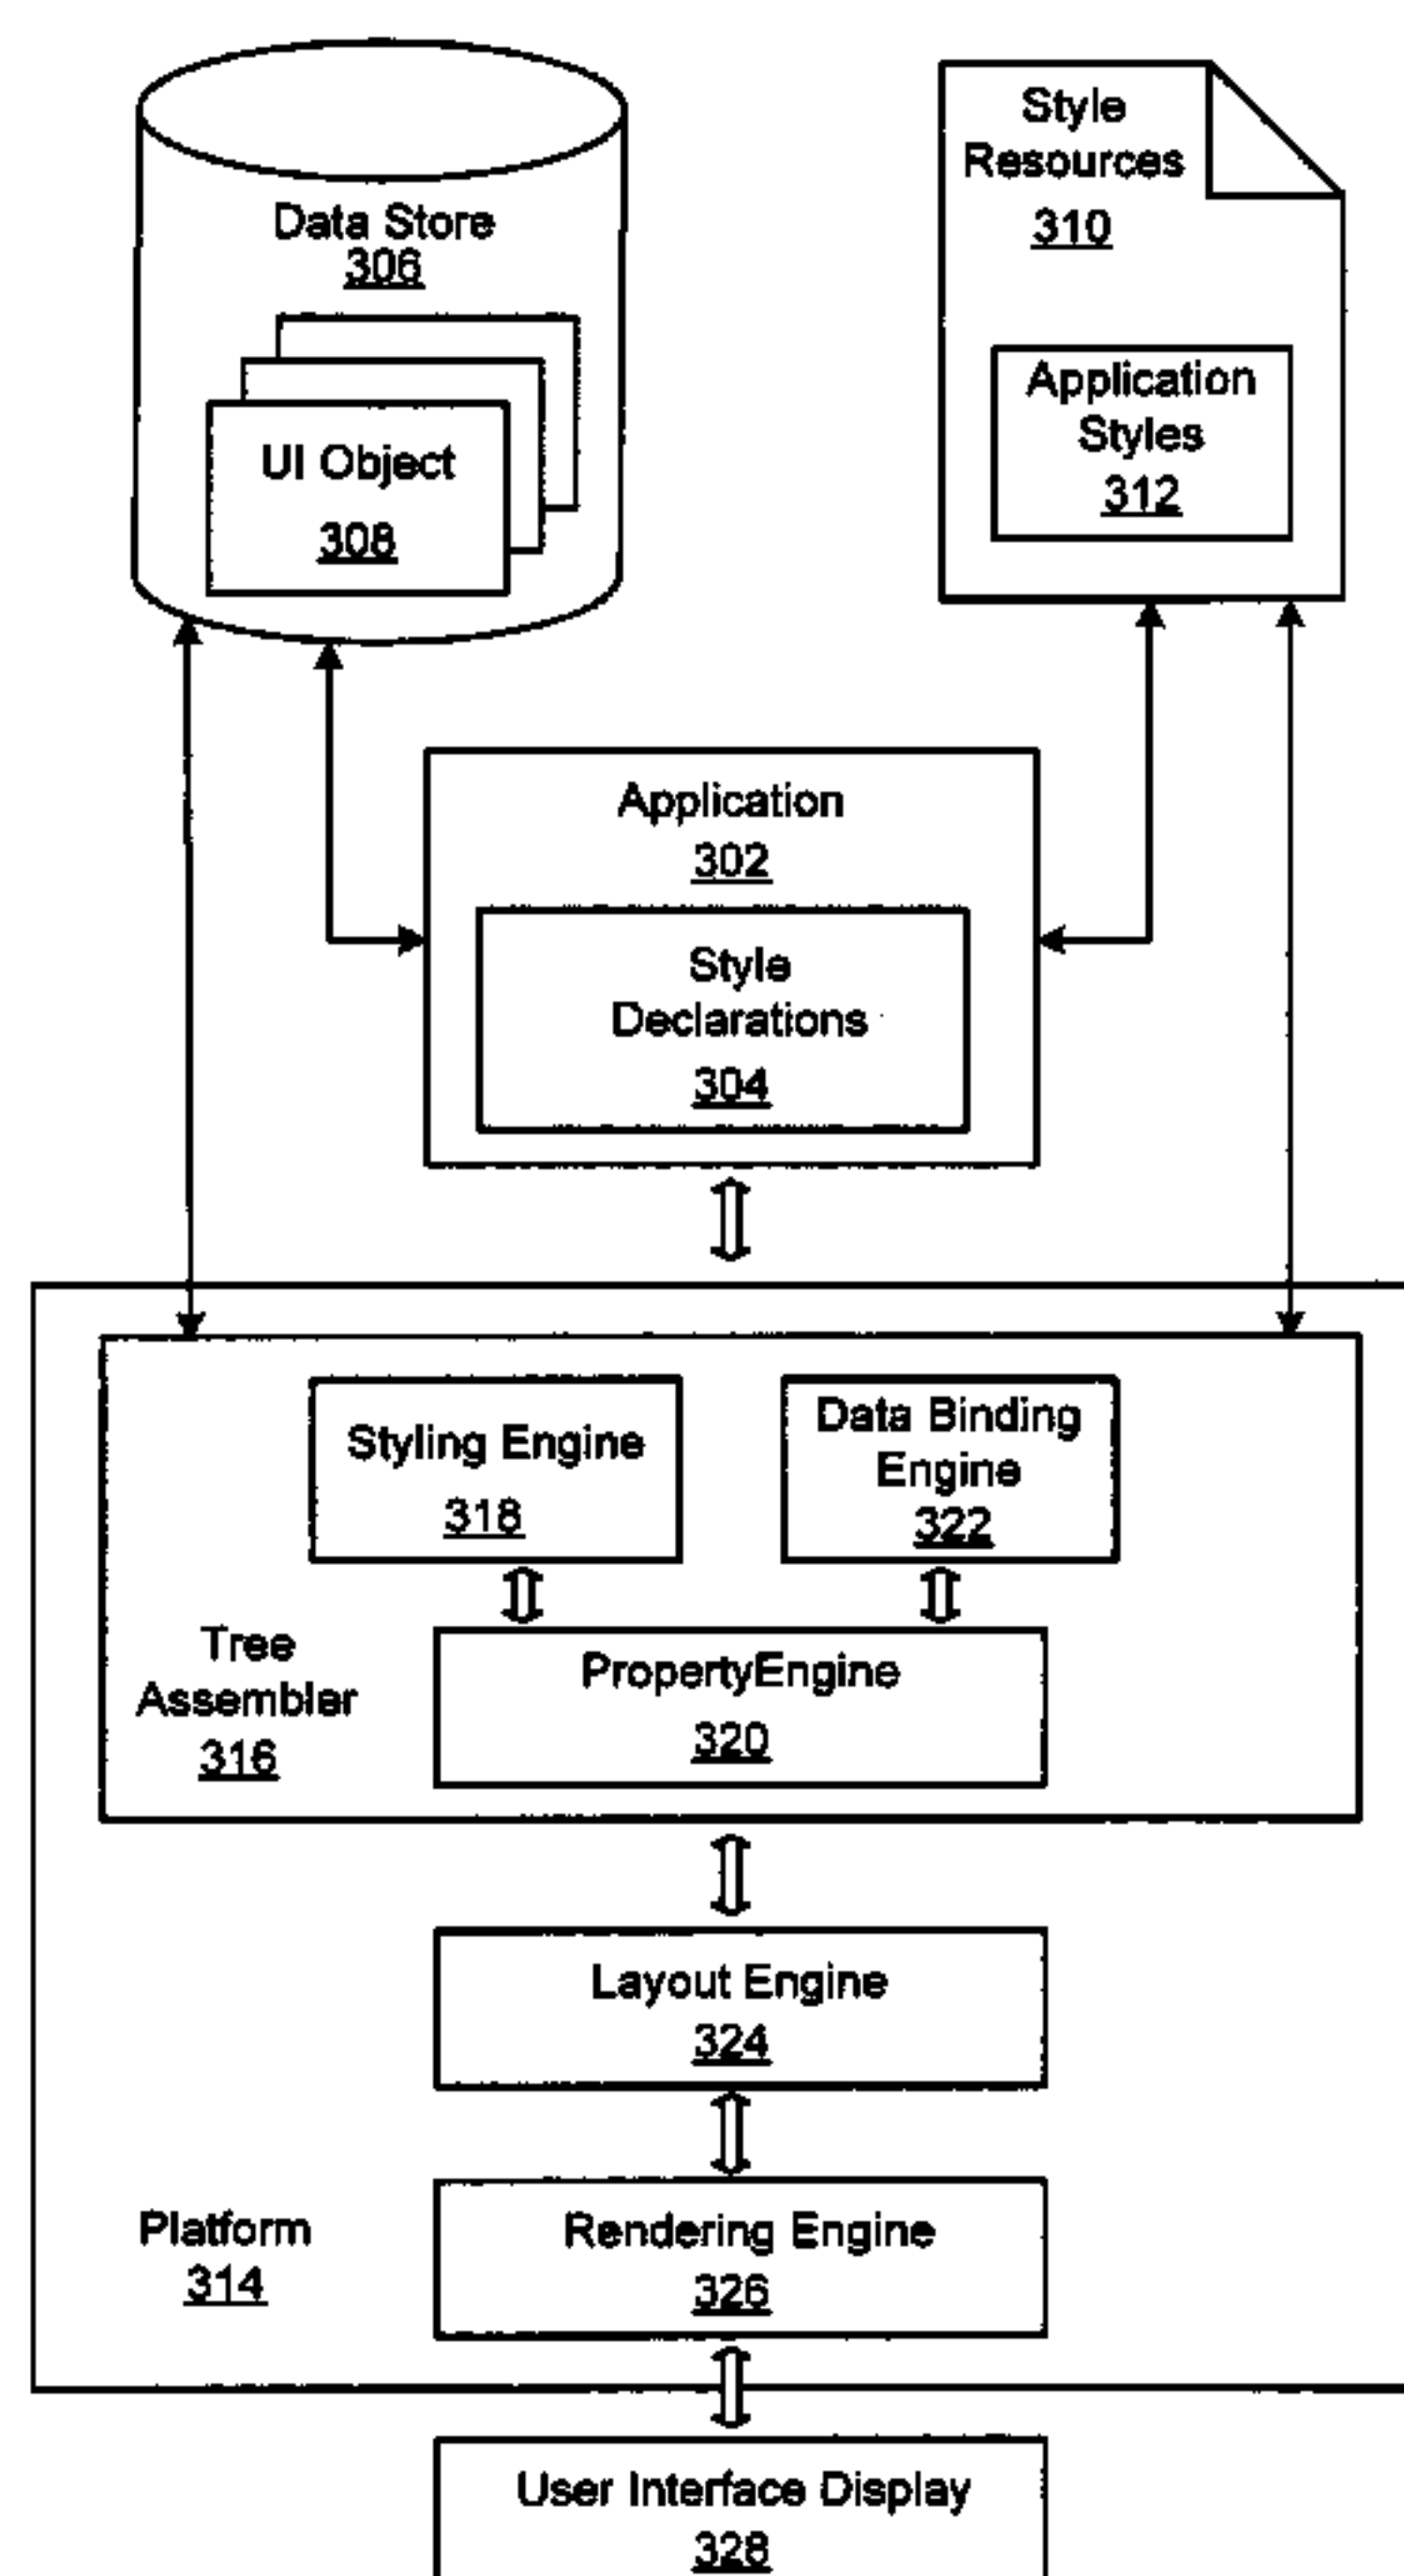 Data Store
306
UI Object
308
Style
Resources
310
Application
Styles
312
Application
302
Style
Declarations
304
Styling Engine
318
Data Binding
Engine
322
Tree
Assembler
316
PropertyEngine
320
Layout Engine
324
Rendering Engine
326
Platform
314
User Interface Display
328